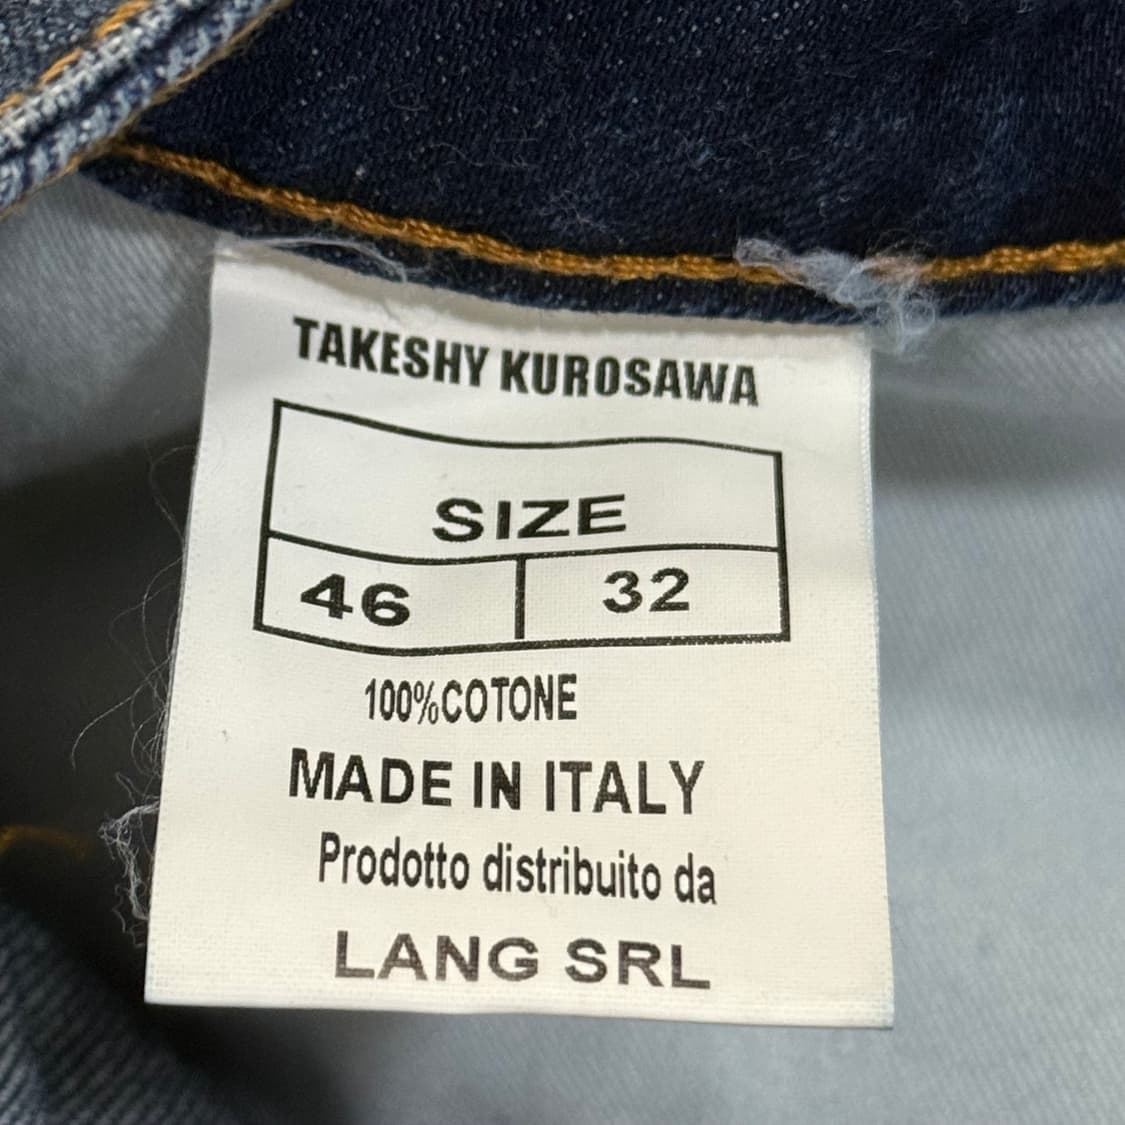 TAKESHY KUROSAWA
SIZE
46 32
100%COTONE
MADE IN ITALY
Prodotto distribuito da
LANG SRL